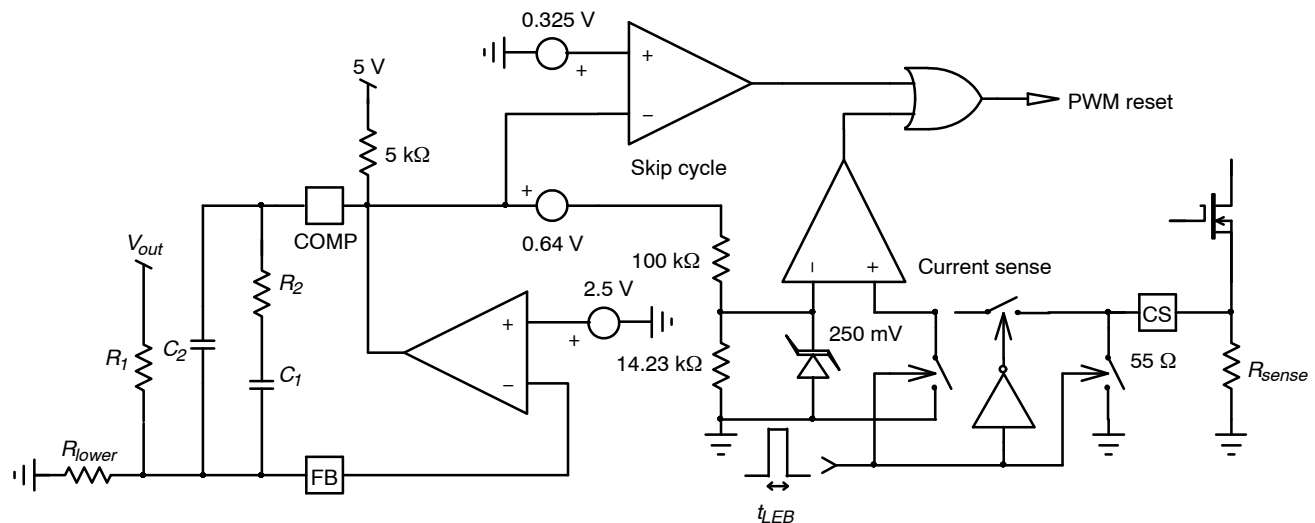 0.325 V
+
+
−
5 V
5 kΩ
Skip cycle
PWM reset
COMP
+
0.64 V
V_out
R_2
100 kΩ
−
+
Current sense
2.5 V
+
+
CS
R_1
C_2
C_1
−
14.23 kΩ
250 mV
55 Ω
R_sense
R_lower
FB
t_LEB